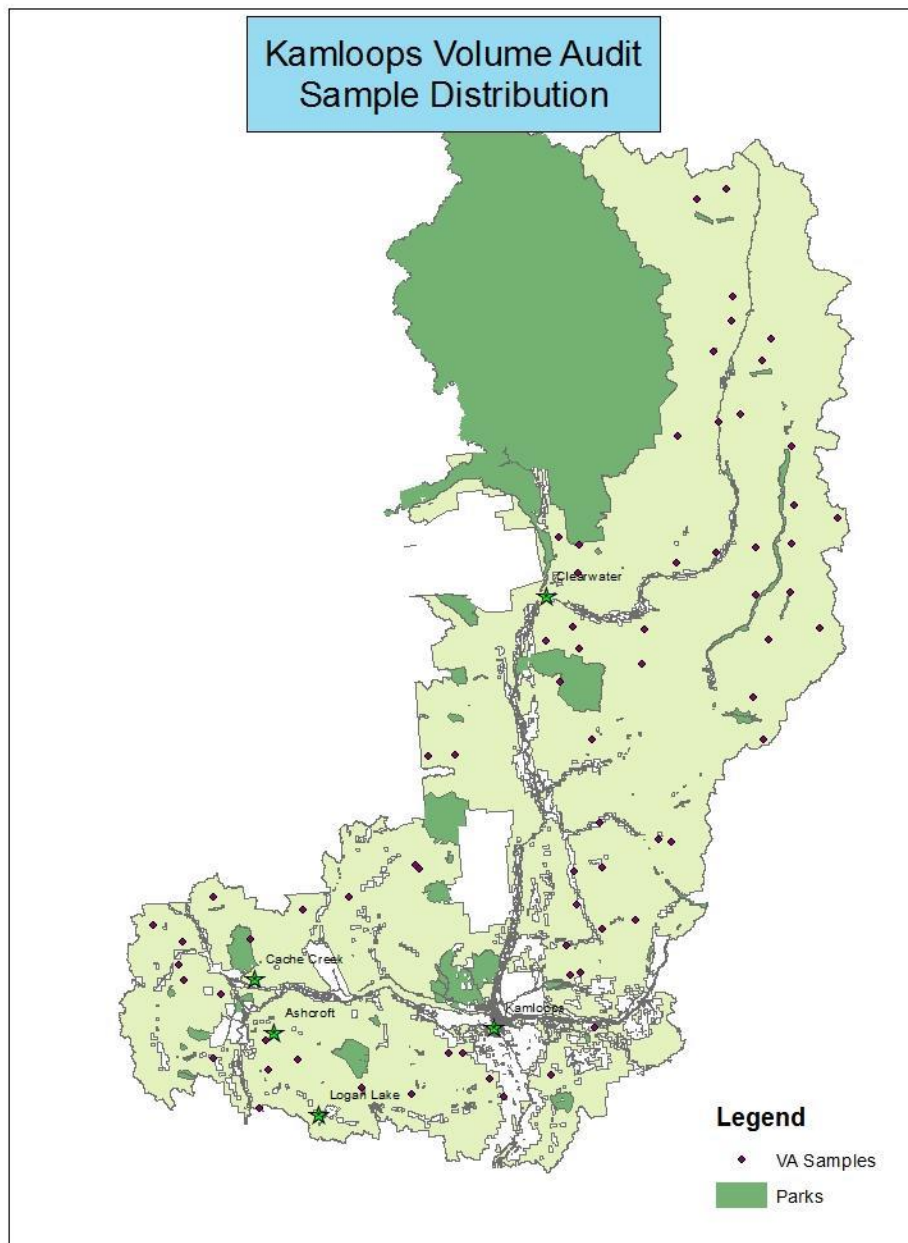 Kamloops Volume Audit
Sample Distribution
Clearwater
Cache Creek
Ashcroft
Kamloops
Logan Lake
Legend
VA Samples
Parks